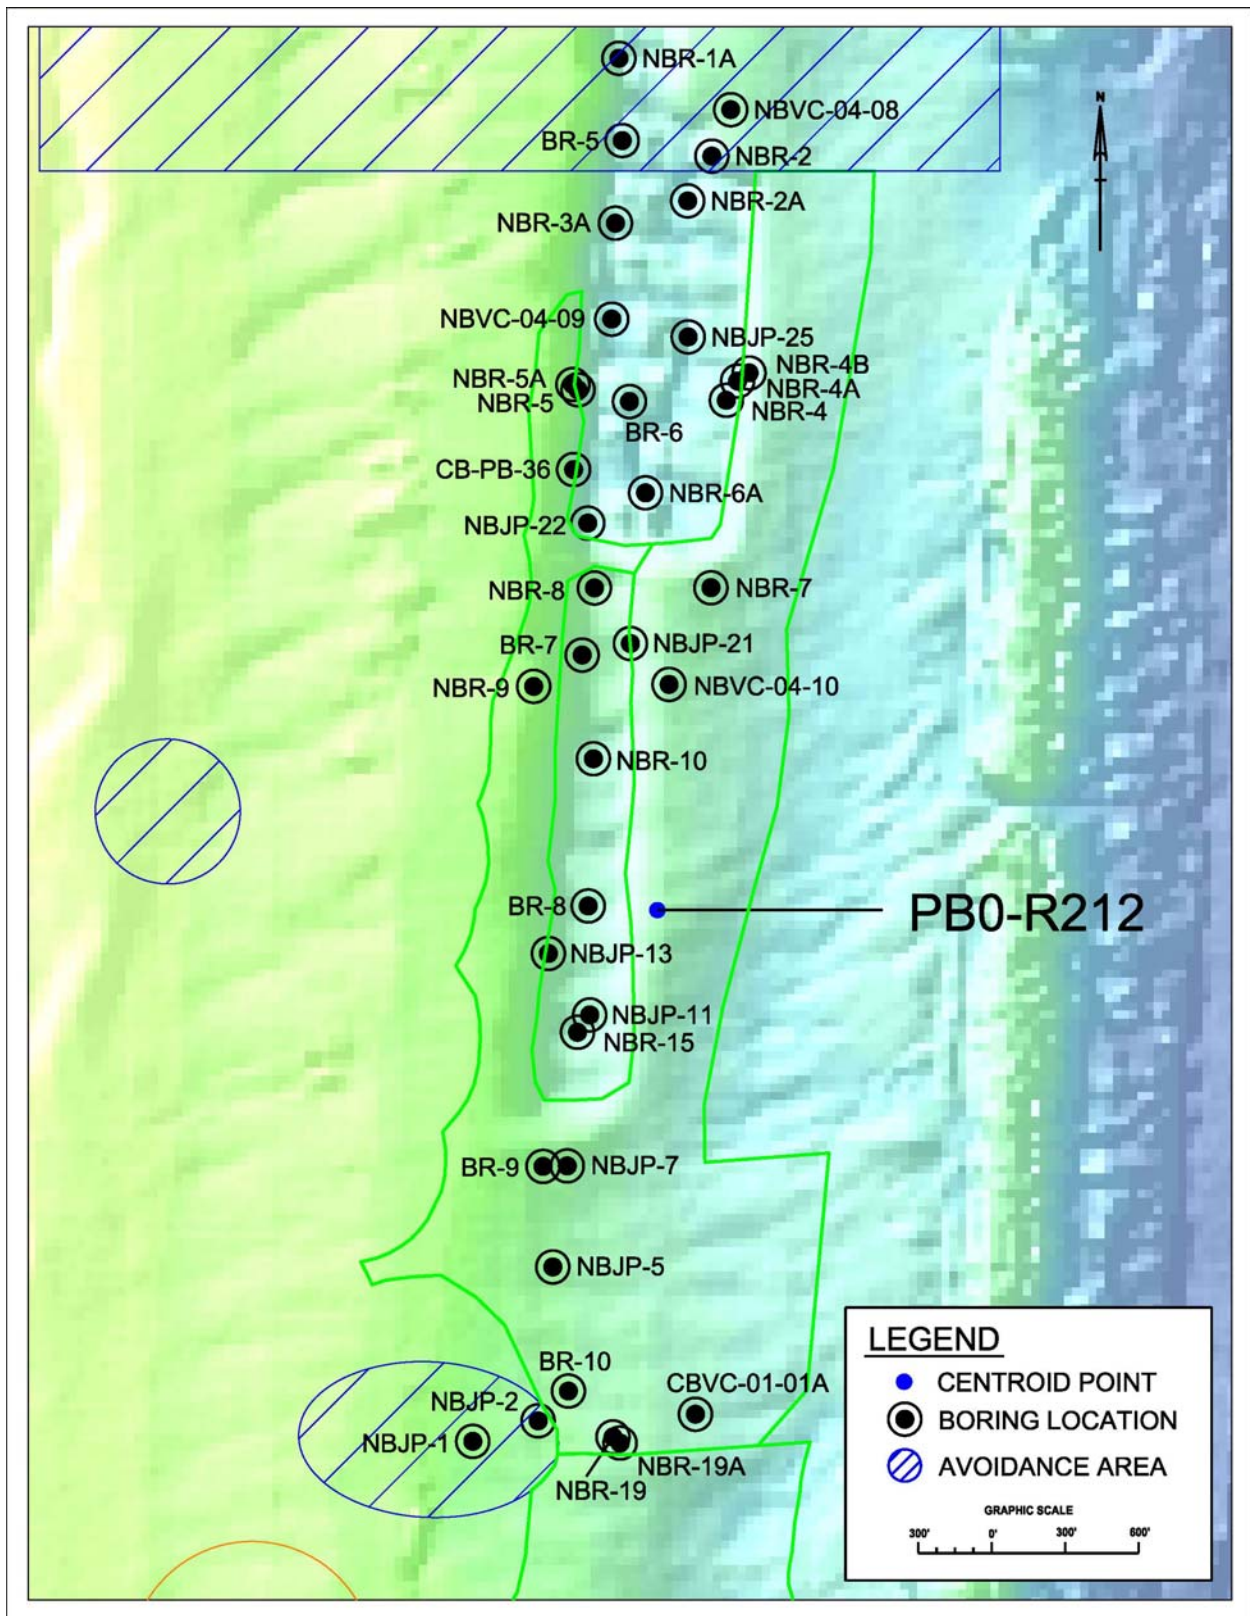 NBR-1A
NBVC-04-08
BR-5
NBR-2
N
NBR-2A
NBR-3A
NBVC-04-09
NBJP-25
NBR-4B
NBR-5A
NBR-4A
NBR-5
NBR-4
BR-6
CB-PB-36
NBR-6A
NBJP-22
NBR-8
NBR-7
BR-7
NBJP-21
NBR-9
NBVC-04-10
NBR-10
BR-8
PB0-R212
NBJP-13
NBJP-11
NBR-15
BR-9
NBJP-7
NBJP-5
BR-10
CBVC-01-01A
NBJP-2
NBJP-1
NBR-19A
NBR-19
LEGEND
CENTROID POINT
BORING LOCATION
AVOIDANCE AREA
GRAPHIC SCALE
300' 0' 300' 600'